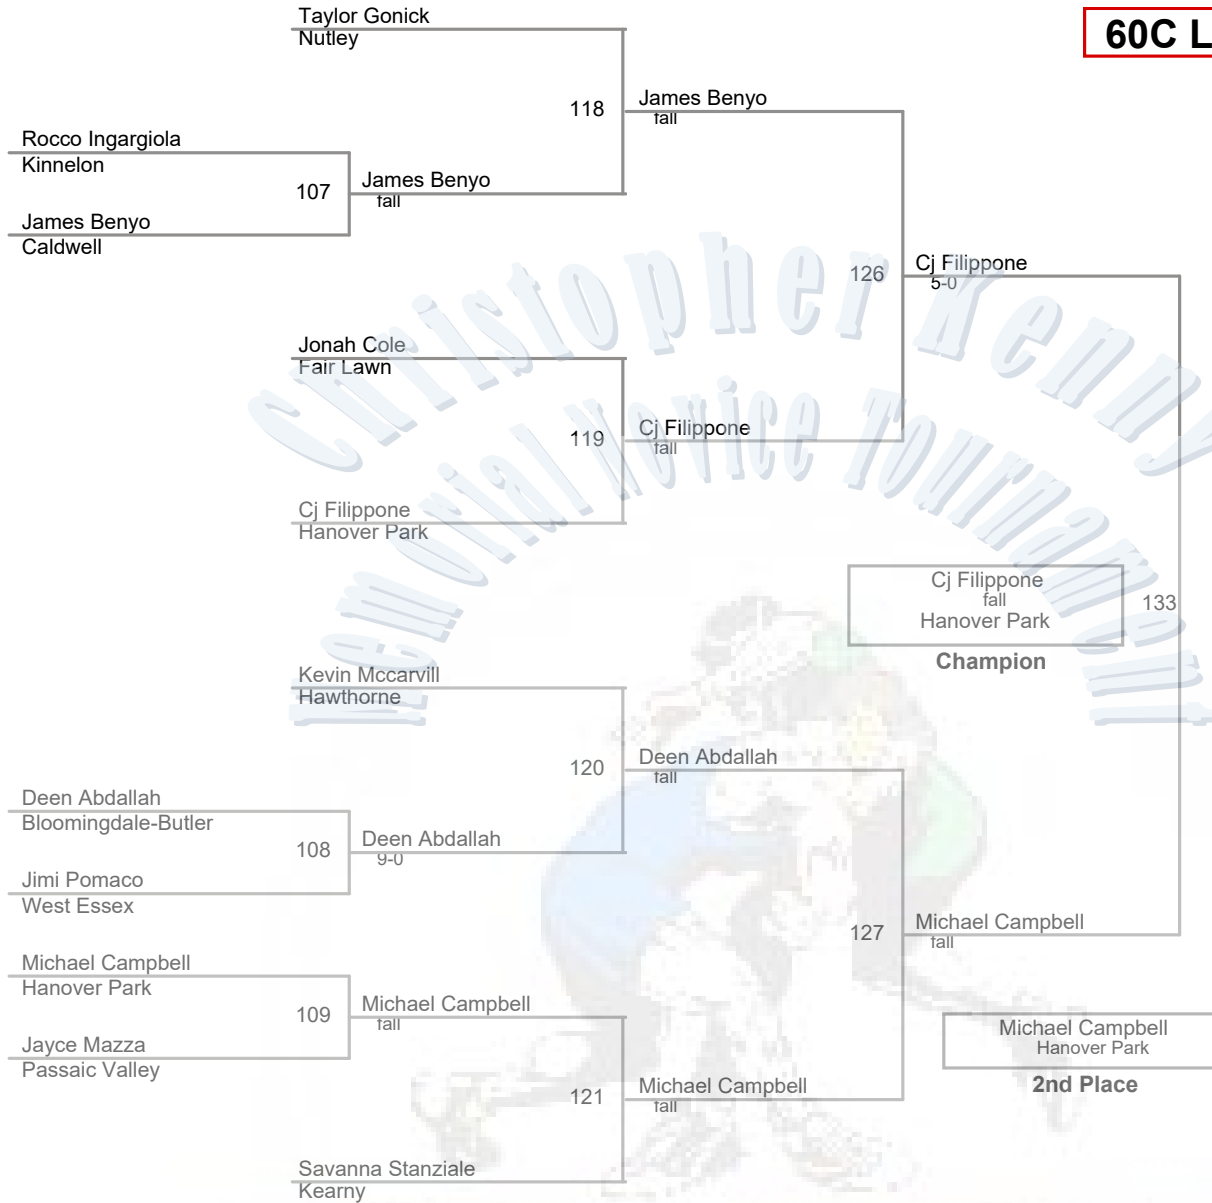 Taylor Gonick
Nutley
60C L
118
James Benyo
fall
Rocco Ingargiola
Kinnelon
107
James Benyo
fall
James Benyo
Caldwell
126
Cj Filippone
5-0
Christopher Kenny
Memorial Novice Tournament
Jonah Cole
Fair Lawn
119
Cj Filippone
fall
Cj Filippone
Hanover Park
Cj Filippone
fall
Hanover Park
133
Champion
Kevin Mccarvill
Hawthorne
120
Deen Abdallah
fall
Deen Abdallah
Bloomingdale-Butler
108
Deen Abdallah
9-0
Jimi Pomaco
West Essex
127
Michael Campbell
fall
Michael Campbell
Hanover Park
109
Michael Campbell
fall
Jayce Mazza
Passaic Valley
Michael Campbell
Hanover Park
2nd Place
121
Michael Campbell
fall
Savanna Stanziale
Kearny